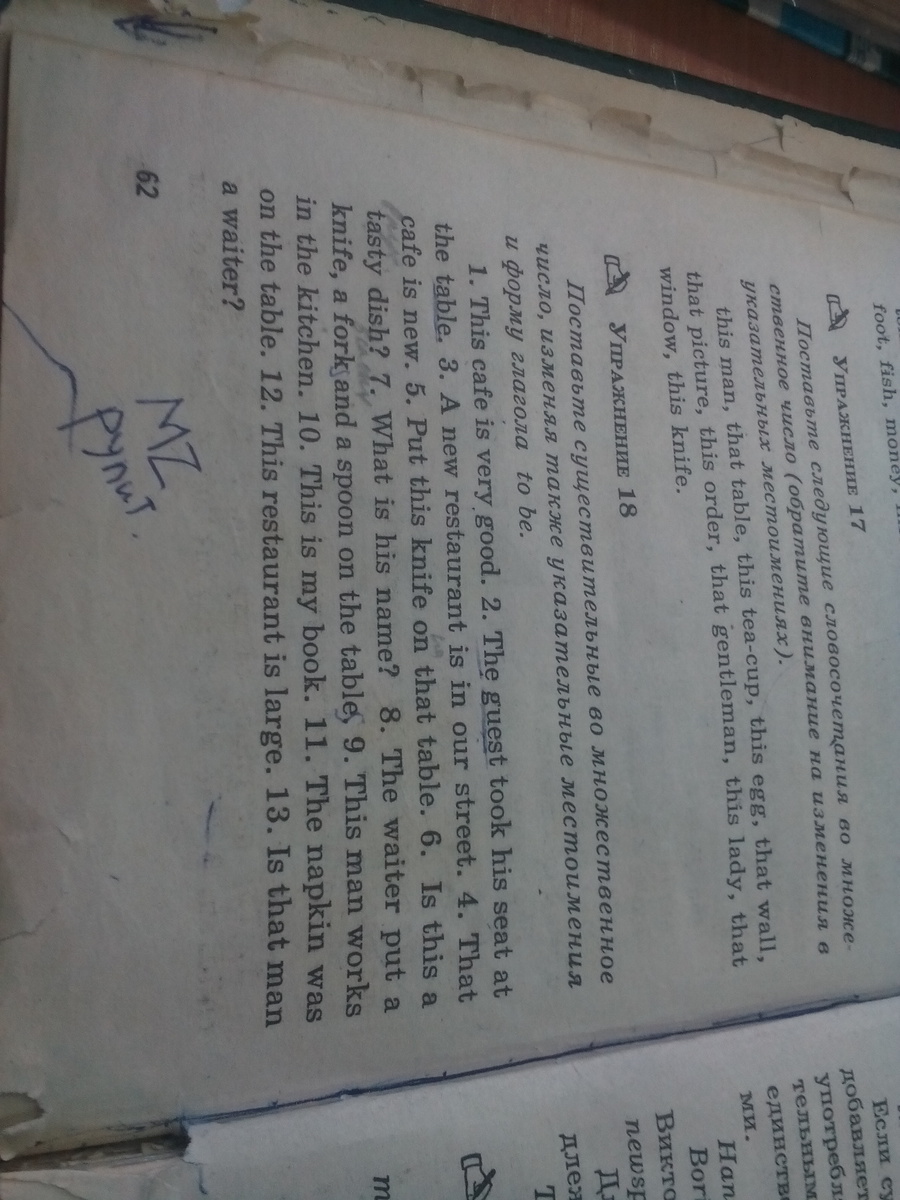 foot, fish, money,
УПРАЖНЕНИЕ 17
Поставьте следующие словосочетания во множе-
ственное число (обратите внимание на изменения в
указательных местоимениях).
this man, that table, this tea-cup, this egg, that wall,
that picture, this order, that gentleman, this lady, that
window, this knife.
УПРАЖНЕНИЕ 18
Поставьте существительные во множественное
число, изменяя также указательные местоимения
и форму глагола to be.
1. This cafe is very good. 2. The guest took his seat at
the table. 3. A new restaurant is in our street. 4. That
cafe is new. 5. Put this knife on that table. 6. Is this a
tasty dish? 7. What is his name? 8. The waiter put a
knife, a fork and a spoon on the table. 9. This man works
in the kitchen. 10. This is my book. 11. The napkin was
on the table. 12. This restaurant is large. 13. Is that man
a waiter?
62
Если су
добавляет
употребл
тельным
единств
ми.
Han
Bor
Викто
newsp
длеж